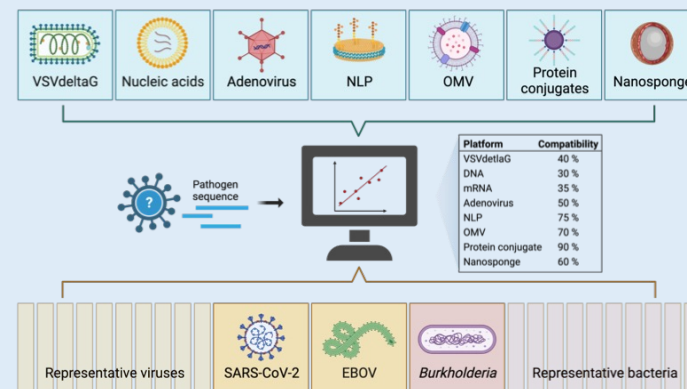 VSVdeltaG
Nucleic acids
Adenovirus
NLP
OMV
Protein
conjugates
Nanosponge
Pathogen
sequence
?
Platform Compatibility
VSVdetlaG 40 %
DNA 30 %
mRNA 35 %
Adenovirus 50 %
NLP 75 %
OMV 70 %
Protein conjugate 90 %
Nanosponge 60 %
Representative viruses
SARS-CoV-2
EBOV
Burkholderia
Representative bacteria